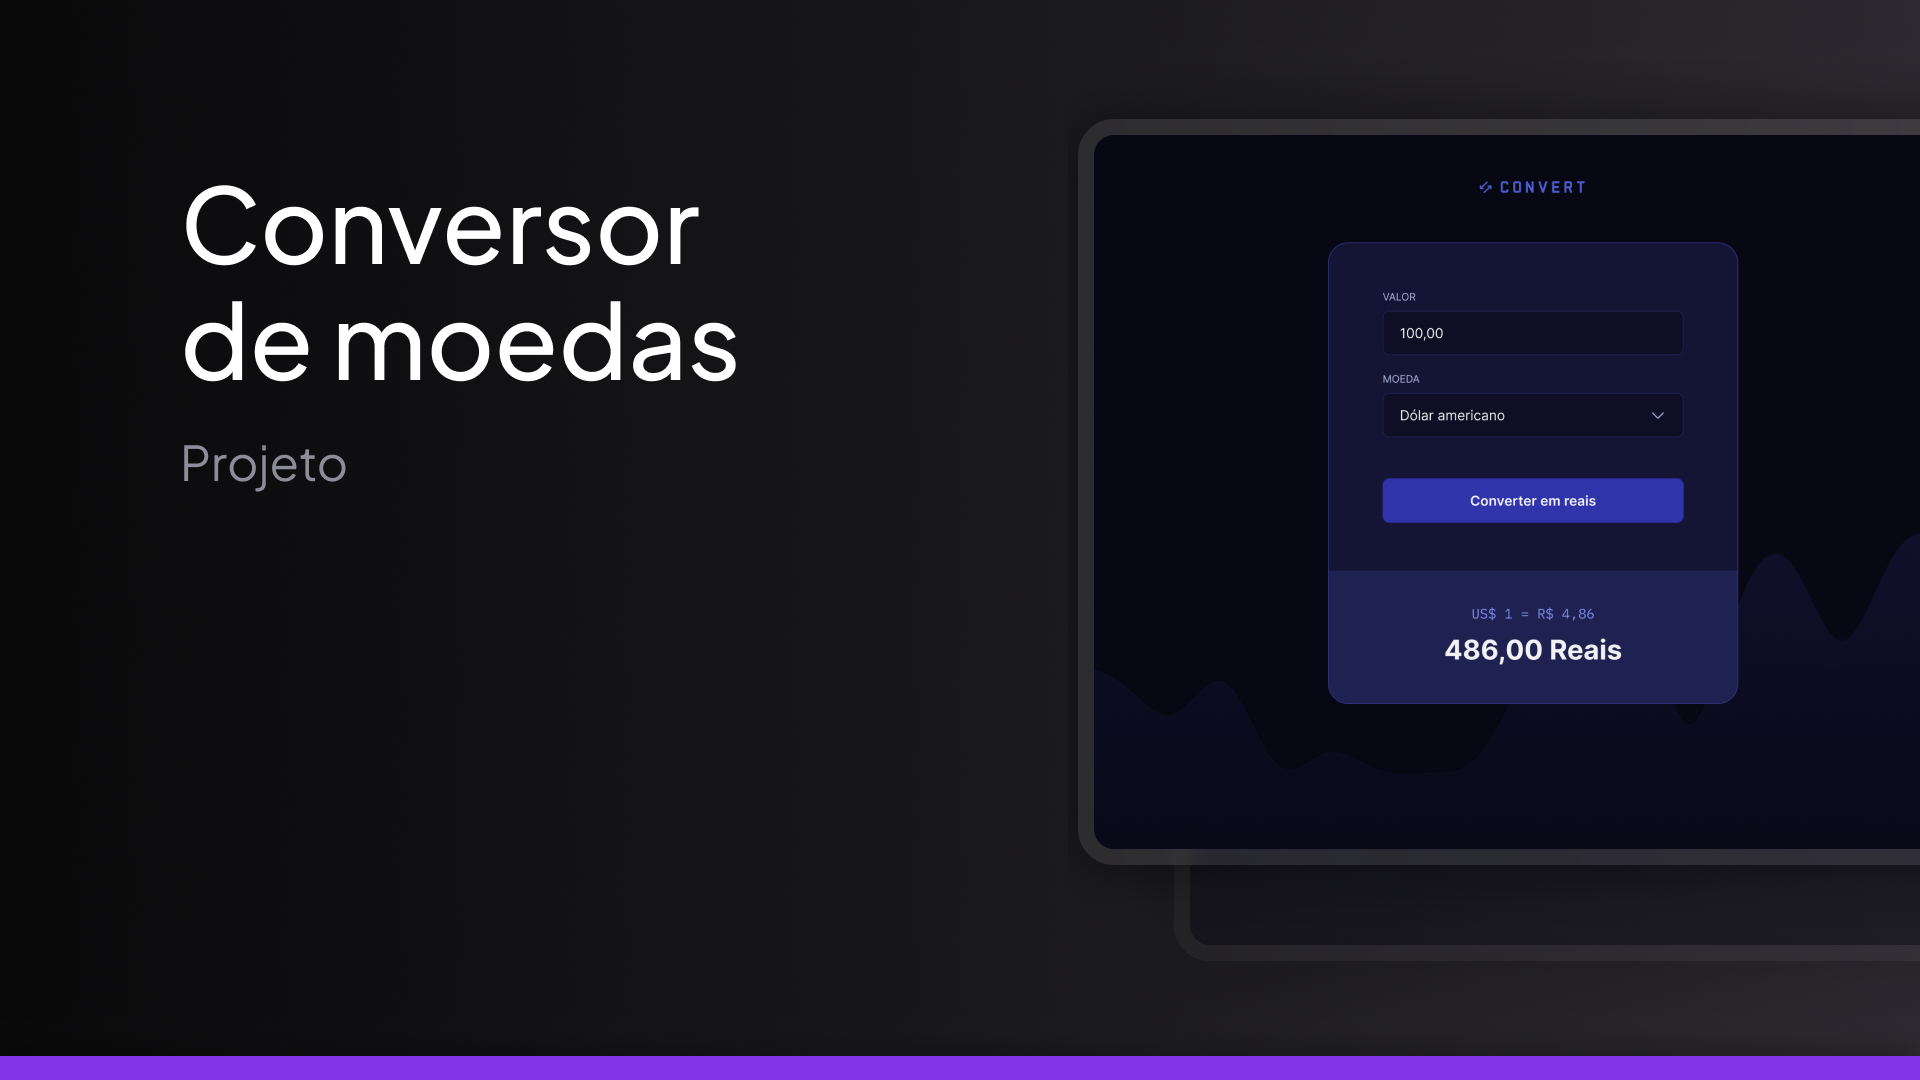 Conversor
de moedas
Projeto
CONVERT
VALOR
100,00
MOEDA
Dólar americano
Converter em reais
US$ 1 = R$ 4,86
486,00 Reais